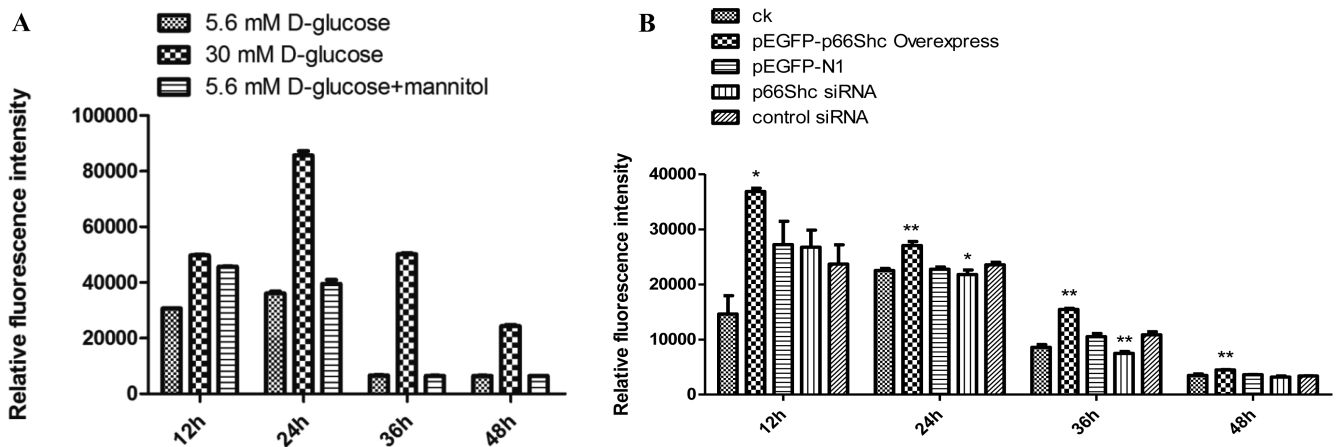 A
5.6 mM D-glucose
30 mM D-glucose
5.6 mM D-glucose+mannitol
Relative fluorescence intensity
100000
80000
60000
40000
20000
0
12h
24h
36h
48h
B
ck
pEGFP-p66Shc Overexpress
pEGFP-N1
p66Shc siRNA
control siRNA
Relative fluorescence intensity
40000
30000
20000
10000
0
*
**
*
**
**
**
12h
24h
36h
48h